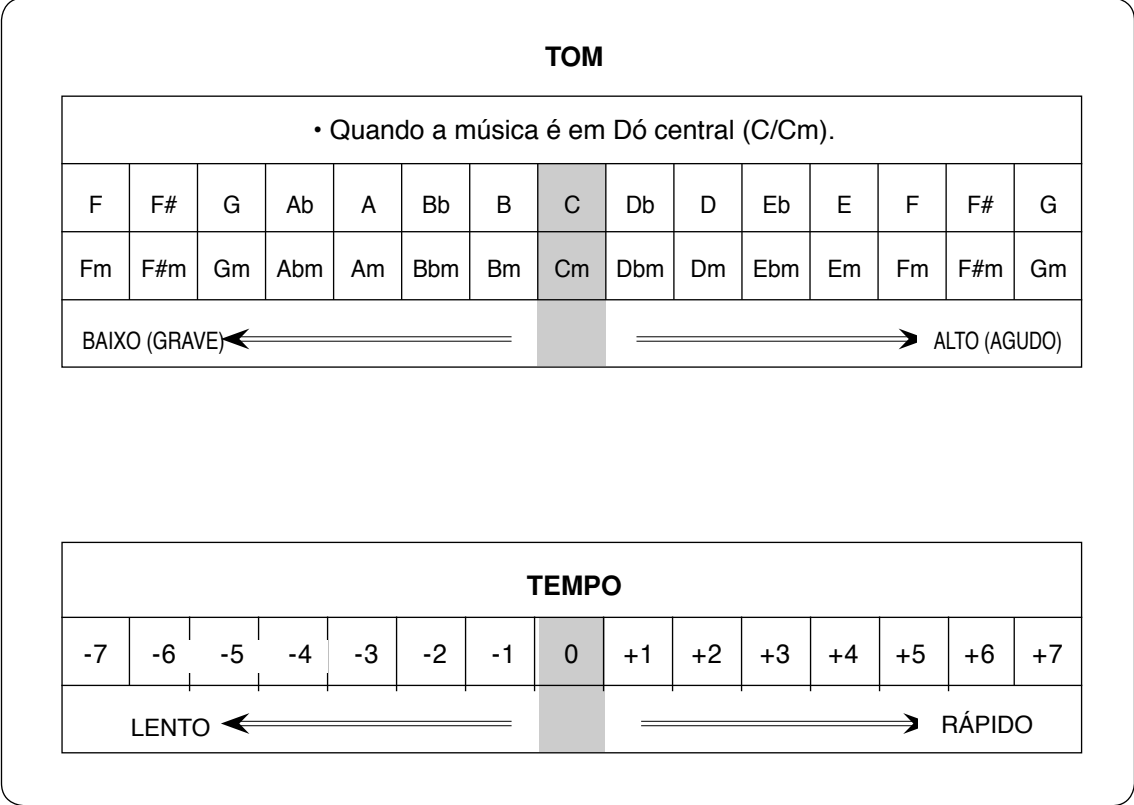 TOM
• Quando a música é em Dó central (C/Cm).
F F# G Ab A Bb B C Db D Eb E F F# G
Fm F#m Gm Abm Am Bbm Bm Cm Dbm Dm Ebm Em Fm F#m Gm
BAIXO (GRAVE) ALTO (AGUDO)
TEMPO
-7 -6 -5 -4 -3 -2 -1 0 +1 +2 +3 +4 +5 +6 +7
LENTO RÁPIDO